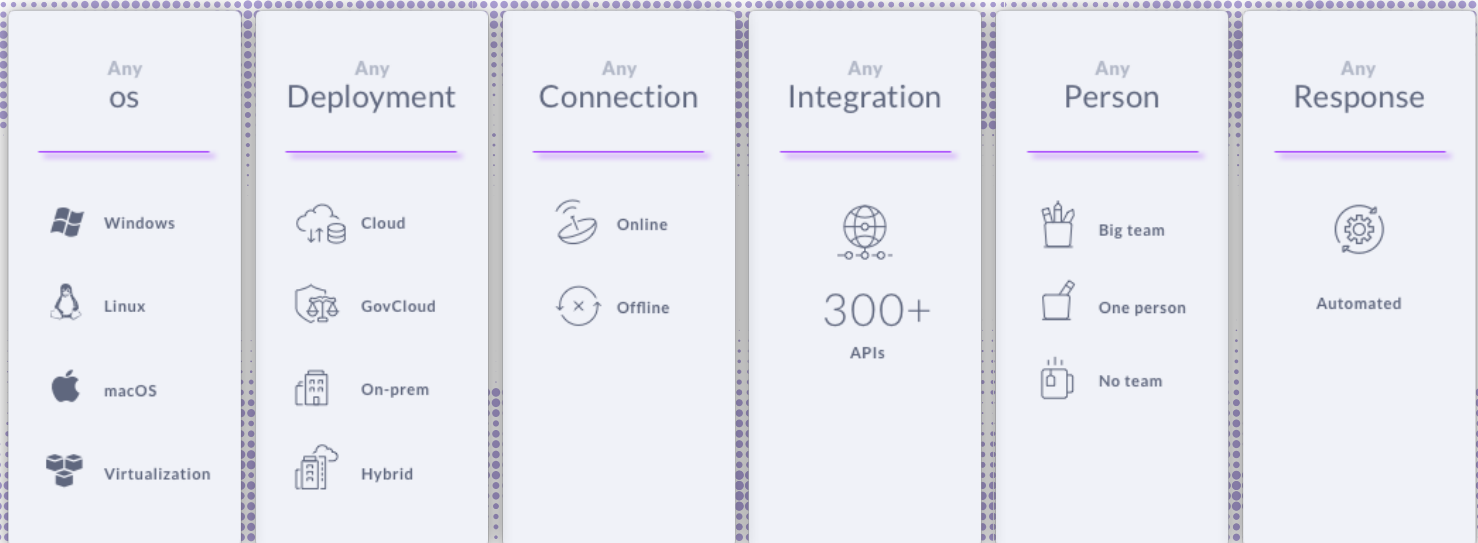 Any
os
Windows
Linux
macOS
Virtualization
Any
Deployment
Cloud
GovCloud
On-prem
Hybrid
Any
Connection
Online
Offline
Any
Integration
300+
APIs
Any
Person
Big team
One person
No team
Any
Response
Automated